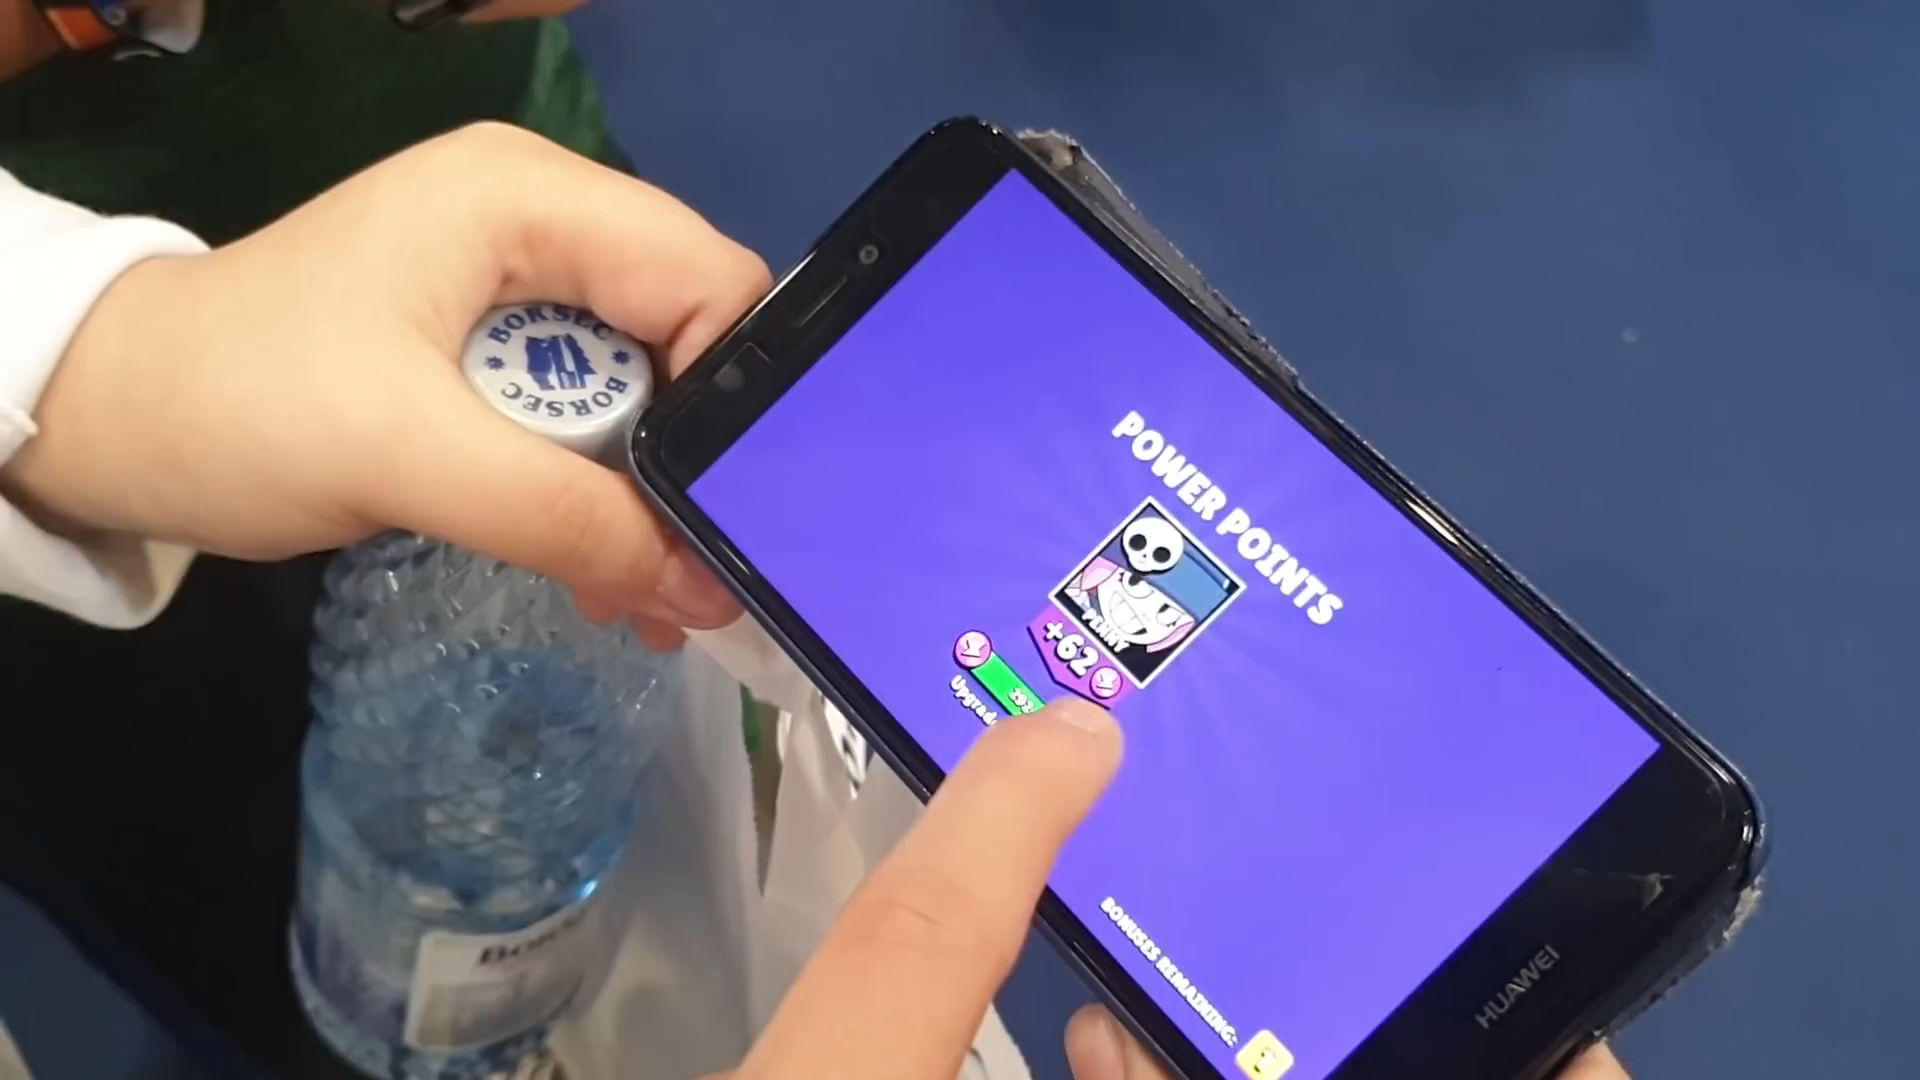 BORSEC
BORSEC
POWER POINTS
PENNY
+62
BONUSES REMAINING:
HUAWEI